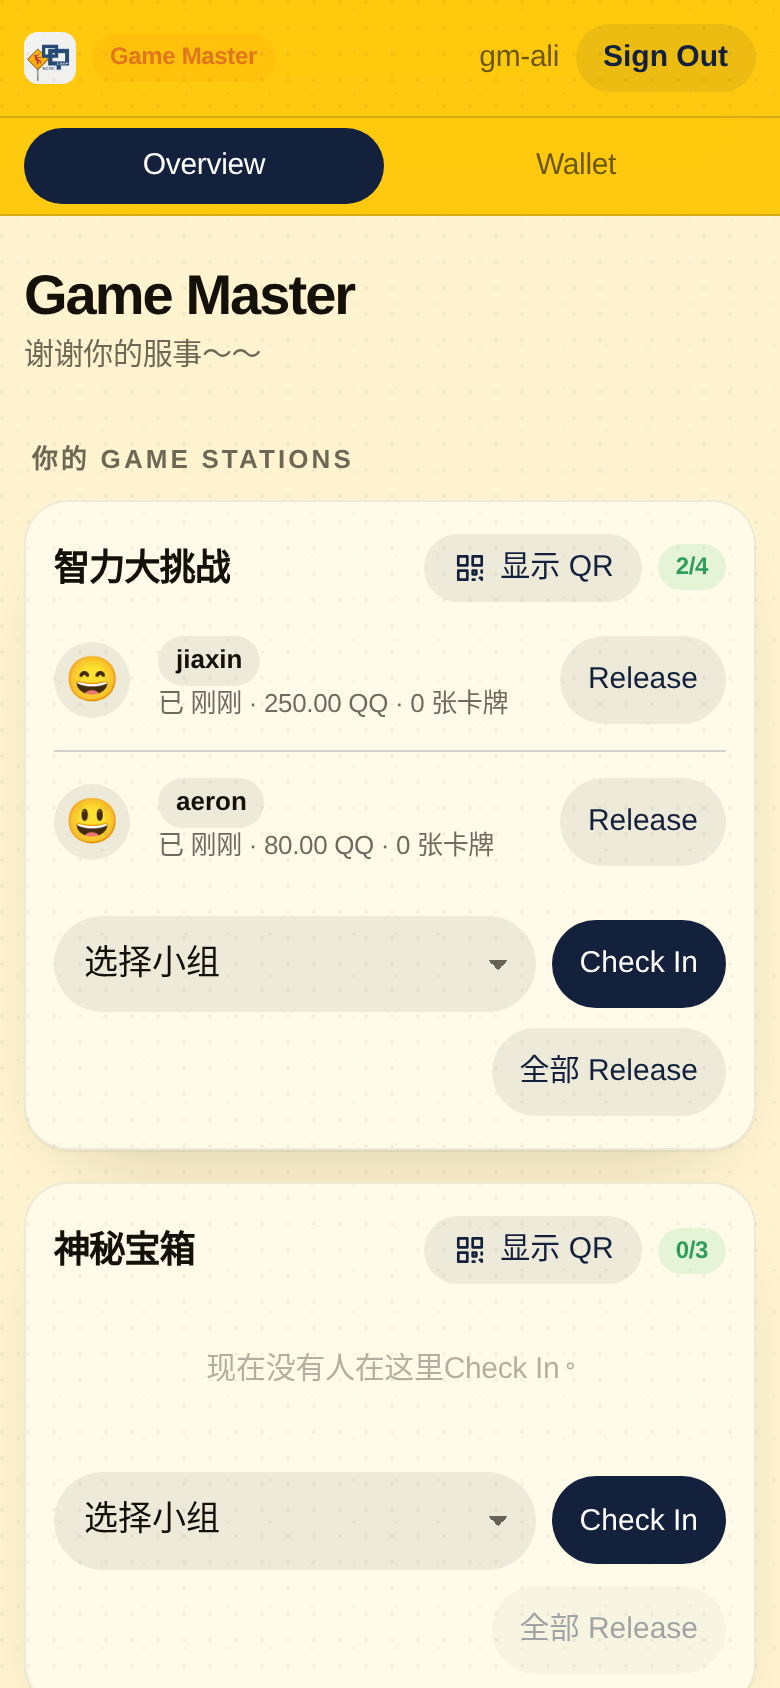 Game Master
gm-ali
Sign Out
Overview
Wallet
Game Master
谢谢你的服事～～
你的 GAME STATIONS
智力大挑战
显示 QR
2/4
jiaxin
已 刚刚 · 250.00 QQ · 0 张卡牌
Release
aeron
已 刚刚 · 80.00 QQ · 0 张卡牌
Release
选择小组
Check In
全部 Release
神秘宝箱
显示 QR
0/3
现在没有人在这里Check In。
选择小组
Check In
全部 Release